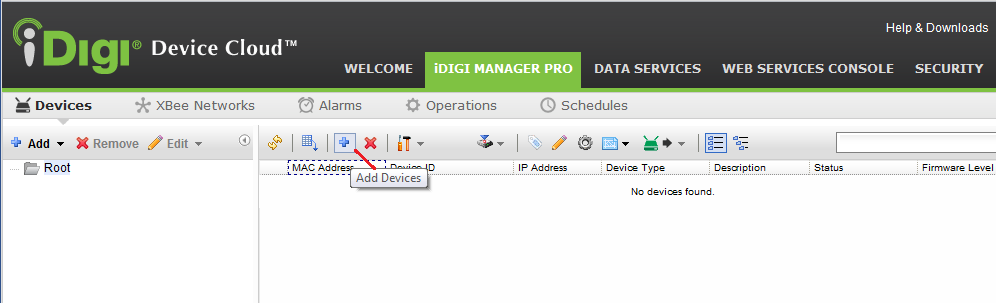 Help & Downloads
iDigi® Device Cloud™
WELCOME iDIGI MANAGER PRO DATA SERVICES WEB SERVICES CONSOLE SECURITY
Devices XBee Networks Alarms Operations Schedules
Add Remove Edit
Root
MAC Address Device ID IP Address Device Type Description Status Firmware Level
Add Devices
No devices found.